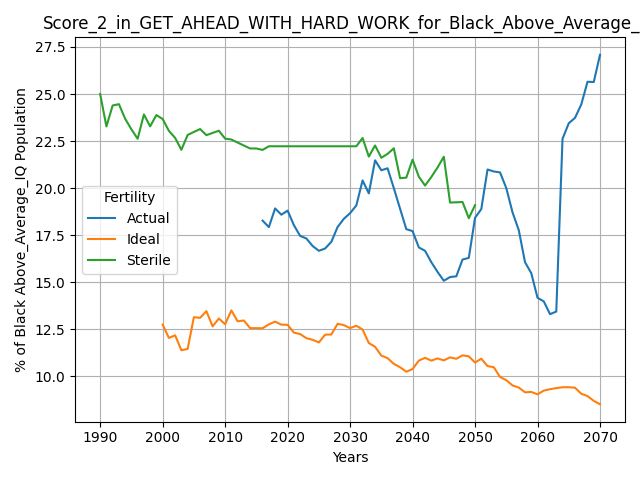 Score_2_in_GET_AHEAD_WITH_HARD_WORK_for_Black_Above_Average_
% of Black Above_Average_IQ Population
27.5
25.0
22.5
20.0
17.5
15.0
12.5
10.0
Fertility
Actual
Ideal
Sterile
1990 2000 2010 2020 2030 2040 2050 2060 2070
Years